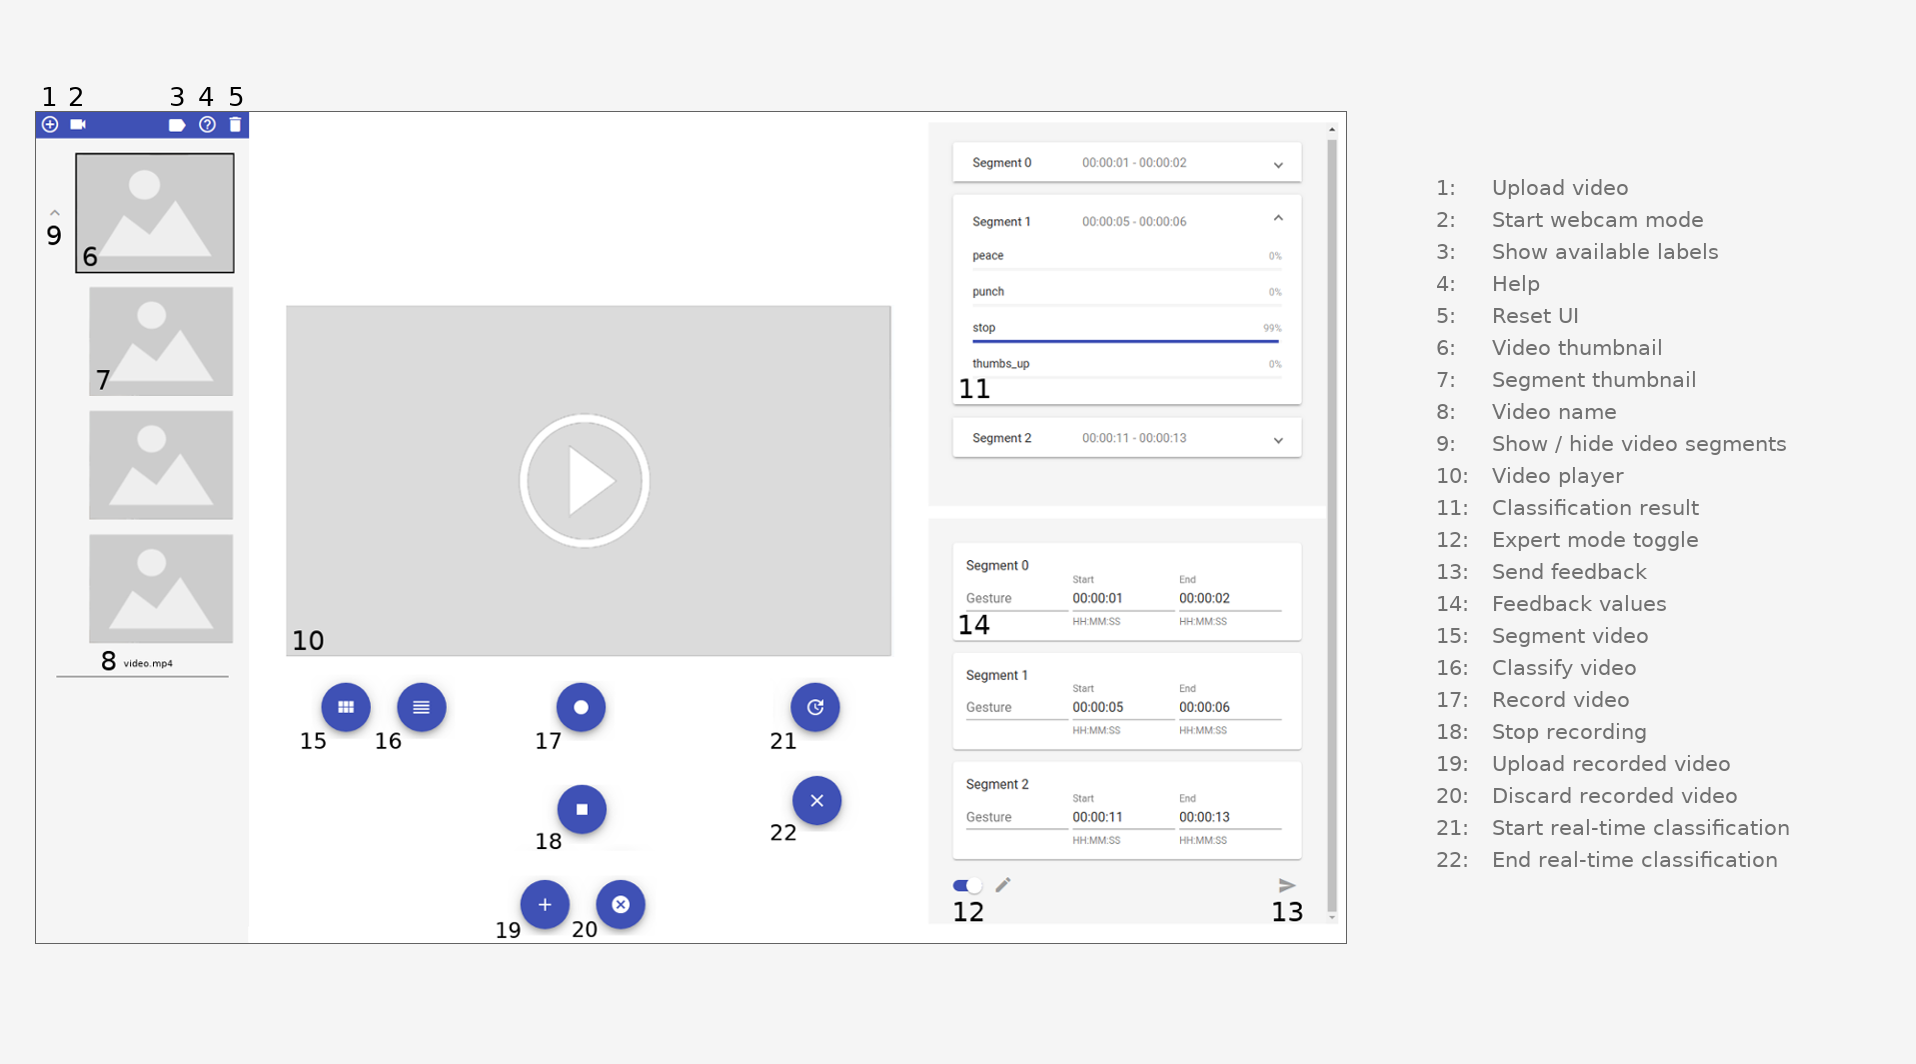 1 2 3 4 5
9
6
7
8 video.mp4
10
15 16 17 21
18 22
19 20
Segment 0 00:00:01 - 00:00:02
Segment 1 00:00:05 - 00:00:06
peace 0%
punch 0%
stop 99%
thumbs_up 0%
11
Segment 2 00:00:11 - 00:00:13
Segment 0
Start End
Gesture 00:00:01 00:00:02
14 HH:MM:SS HH:MM:SS
Segment 1
Start End
Gesture 00:00:05 00:00:06
HH:MM:SS HH:MM:SS
Segment 2
Start End
Gesture 00:00:11 00:00:13
HH:MM:SS HH:MM:SS
12 13
1: Upload video
2: Start webcam mode
3: Show available labels
4: Help
5: Reset UI
6: Video thumbnail
7: Segment thumbnail
8: Video name
9: Show / hide video segments
10: Video player
11: Classification result
12: Expert mode toggle
13: Send feedback
14: Feedback values
15: Segment video
16: Classify video
17: Record video
18: Stop recording
19: Upload recorded video
20: Discard recorded video
21: Start real-time classification
22: End real-time classification